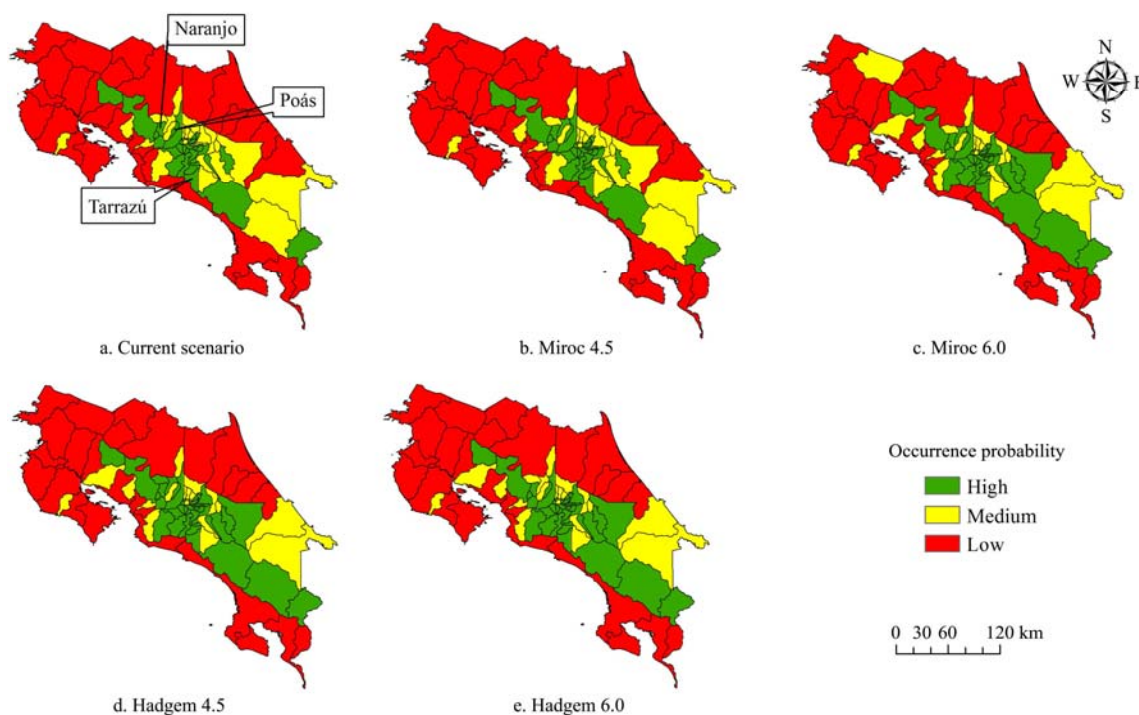 Naranjo
Poás
Tarrazú
N
W E
S
a. Current scenario
b. Miroc 4.5
c. Miroc 6.0
Occurrence probability
High
Medium
Low
0 30 60 120 km
d. Hadgem 4.5
e. Hadgem 6.0